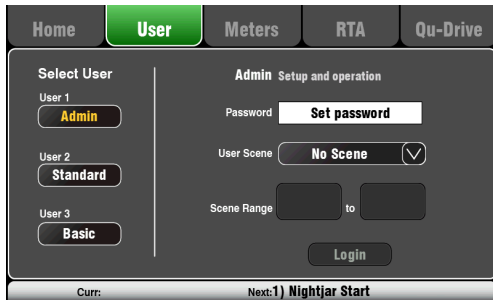 Home User Meters RTA Qu-Drive
Select User
User 1
Admin
User 2
Standard
User 3
Basic
Admin Setup and operation
Password Set password
User Scene No Scene
Scene Range to
Login
Curr: Next:1) Nightjar Start